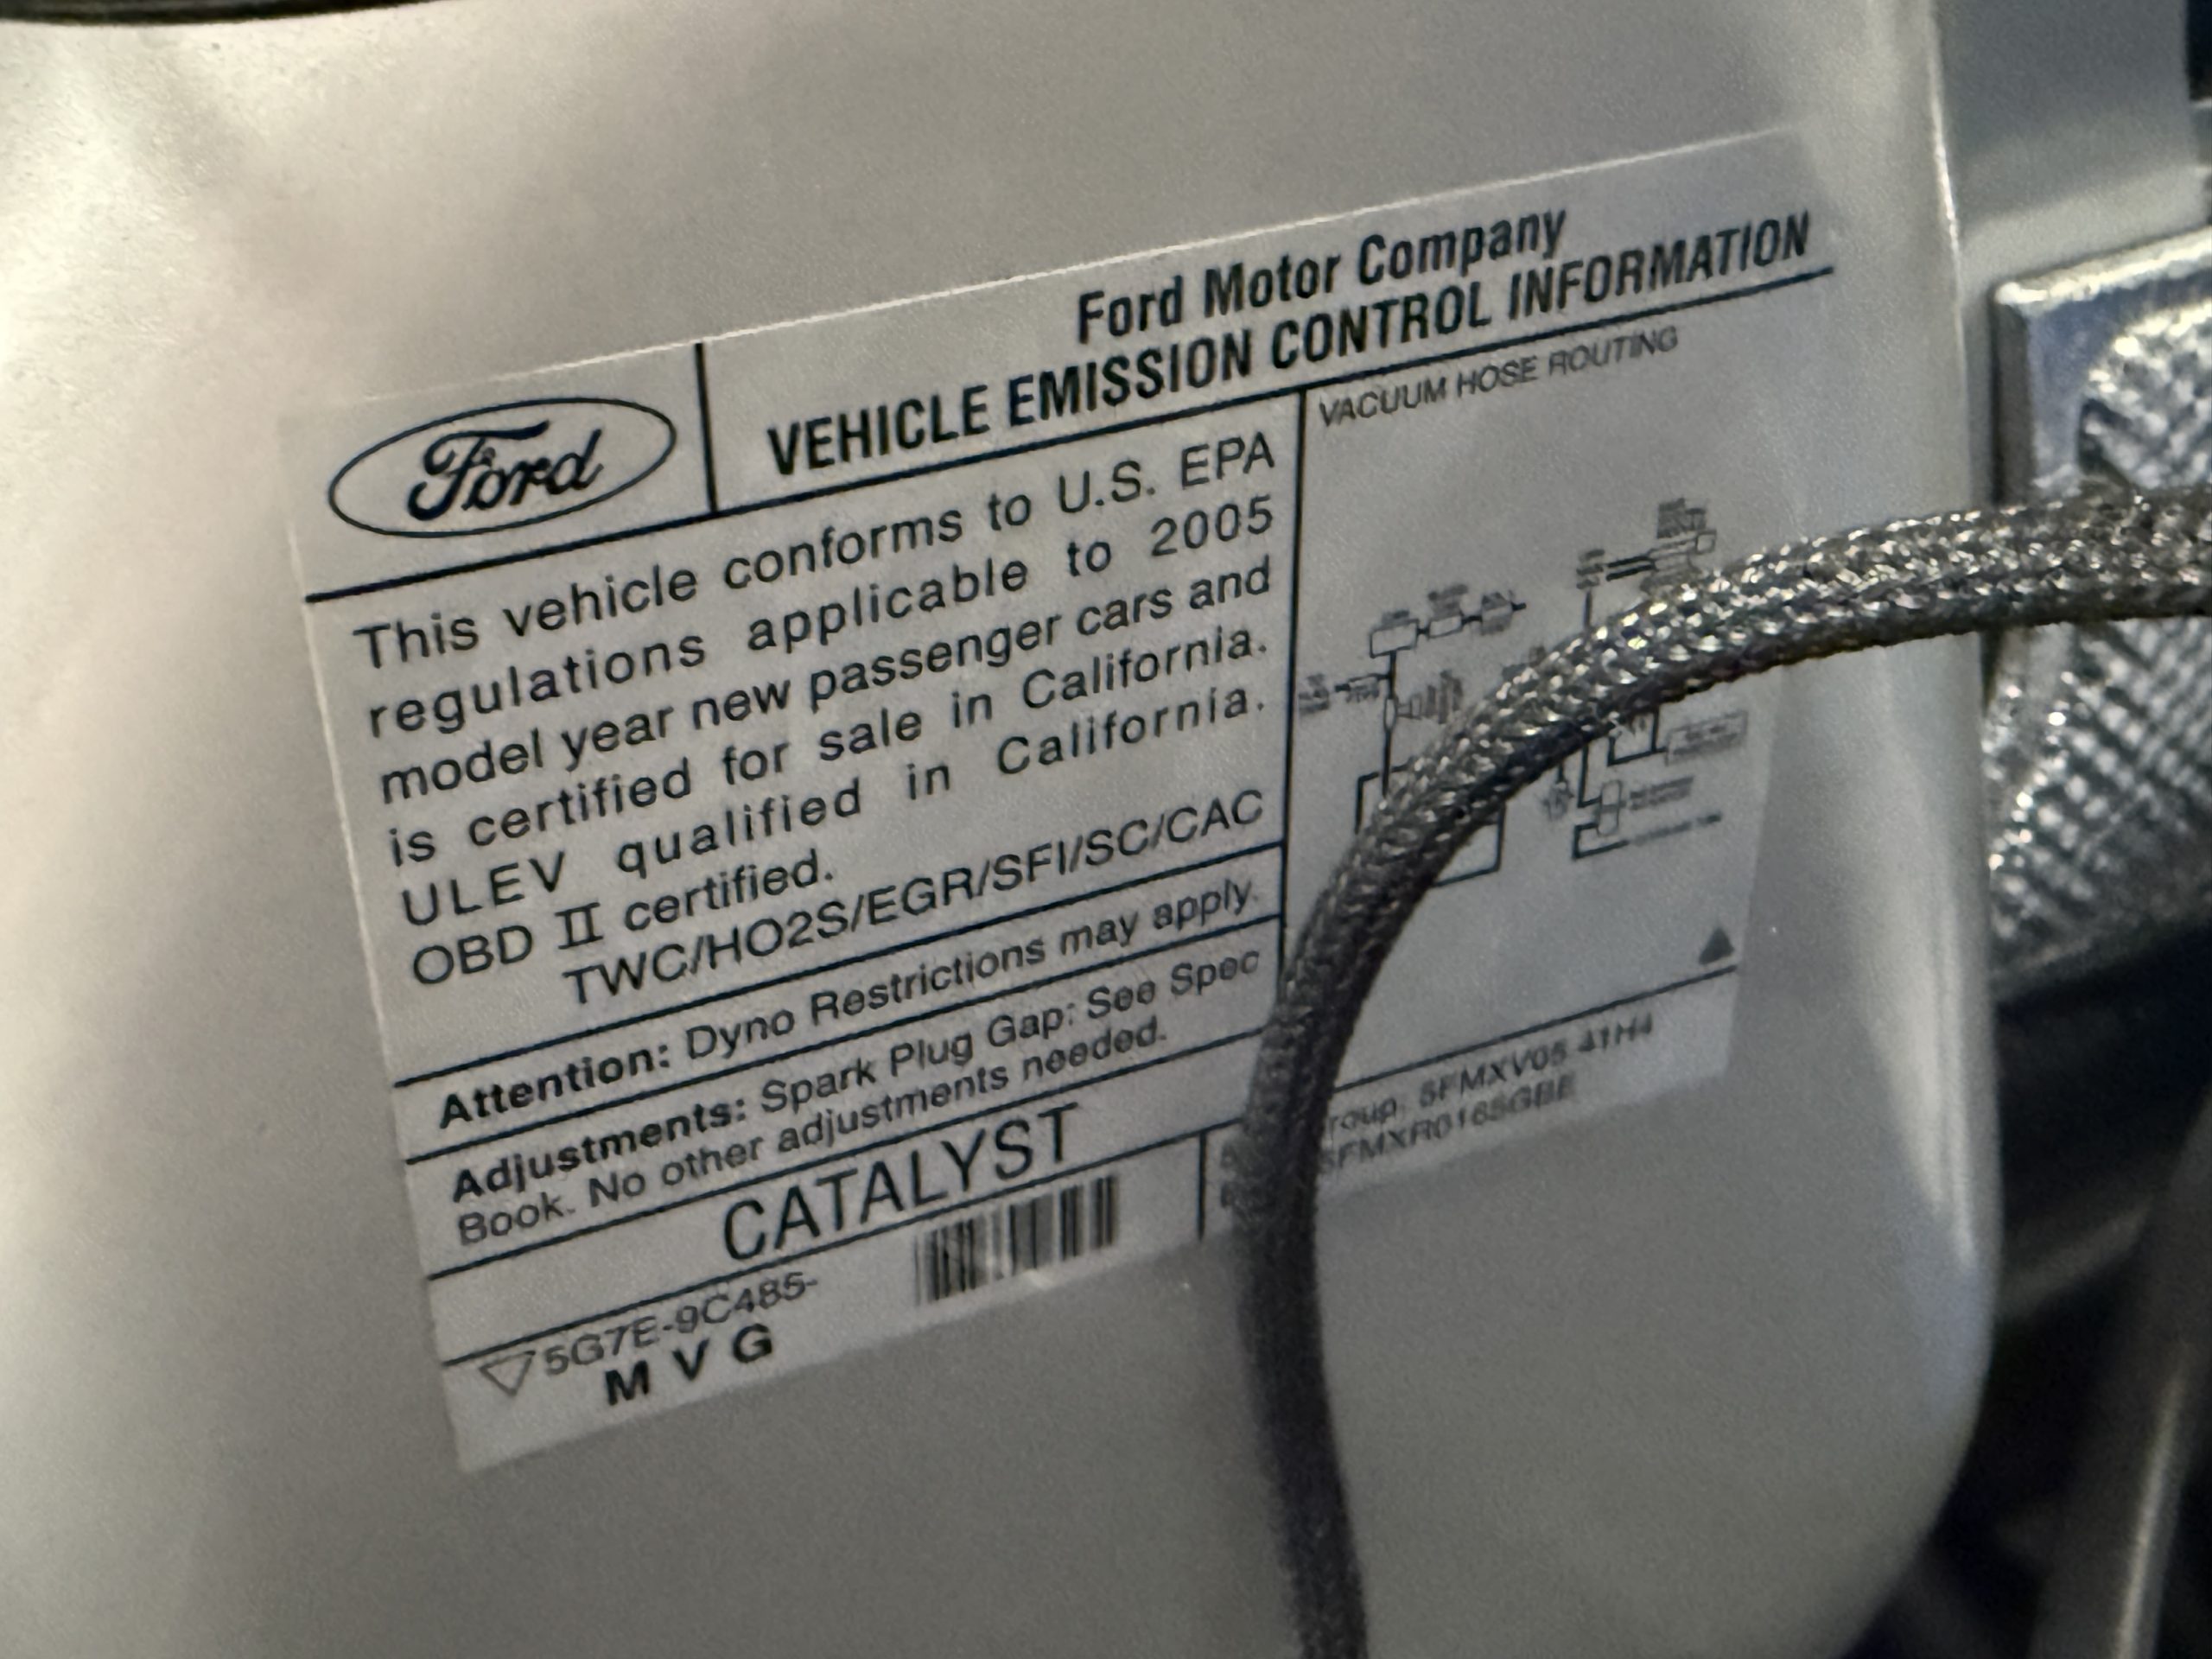 Ford
Ford Motor Company
VEHICLE EMISSION CONTROL INFORMATION
This vehicle conforms to U.S. EPA
regulations applicable to 2005
model year new passenger cars and
is certified for sale in California.
ULEV qualified in California.
OBD II certified.
TWC/HO2S/EGR/SFI/SC/CAC
Attention: Dyno Restrictions may apply.
Adjustments: Spark Plug Gap: See Spec
Book. No other adjustments needed.
CATALYST
5G7E-9C485-
M V G
VACUUM HOSE ROUTING